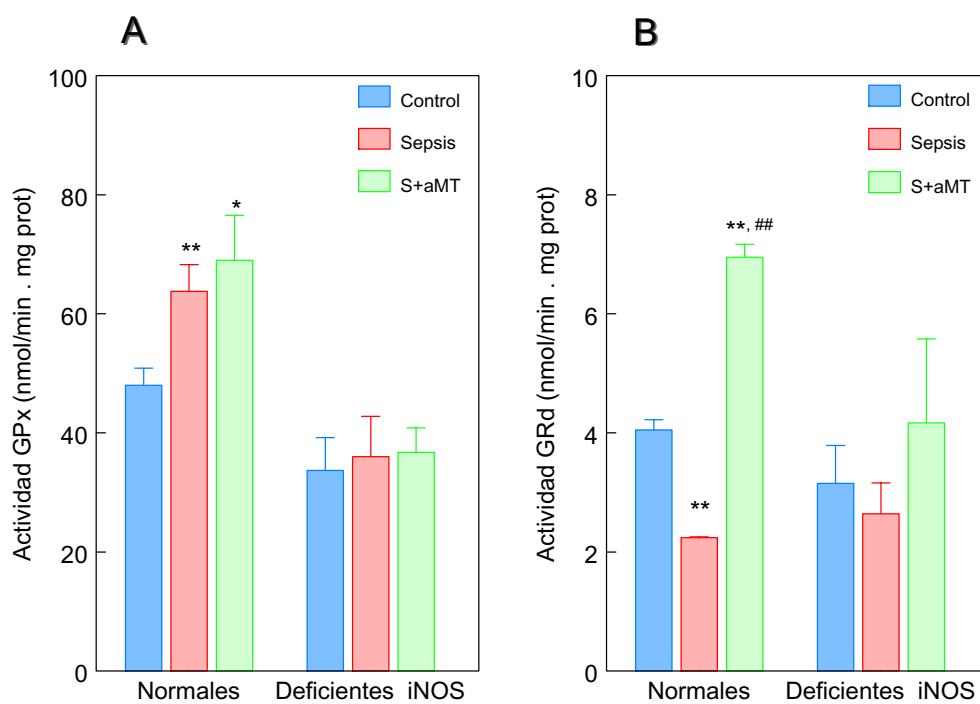 A
Actividad GPx (nmol/min . mg prot)
100
80
60
40
20
0
Control
Sepsis
S+aMT
**
*
Normales
Deficientes iNOS
B
Actividad GRd (nmol/min . mg prot)
10
8
6
4
2
0
Control
Sepsis
S+aMT
**
**, ##
Normales
Deficientes iNOS